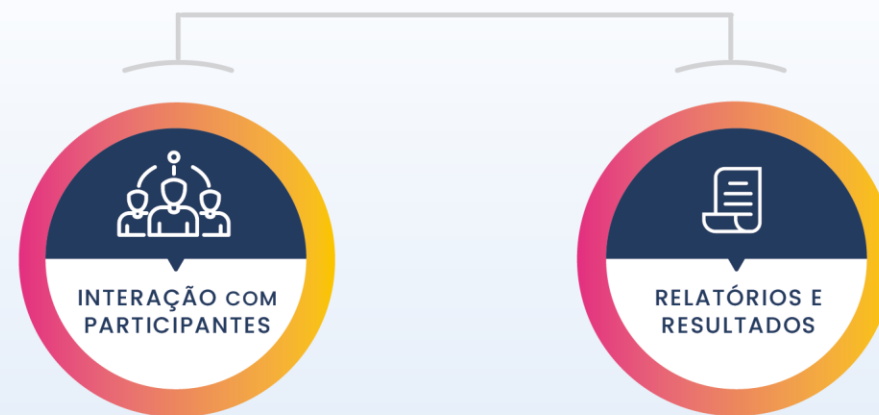 INTERAÇÃO COM
PARTICIPANTES
RELATÓRIOS E
RESULTADOS